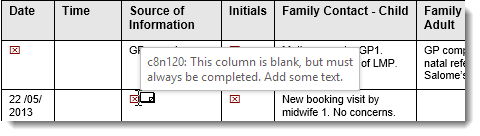 Date Time Source of Information Initials Family Contact - Child Family Adult
GP
GP1.
of LMP.
GP comp
natal refe
Salome's
c8n120: This column is blank, but must
always be completed. Add some text.
22 /05/
2013
New booking visit by
midwife 1. No concerns.